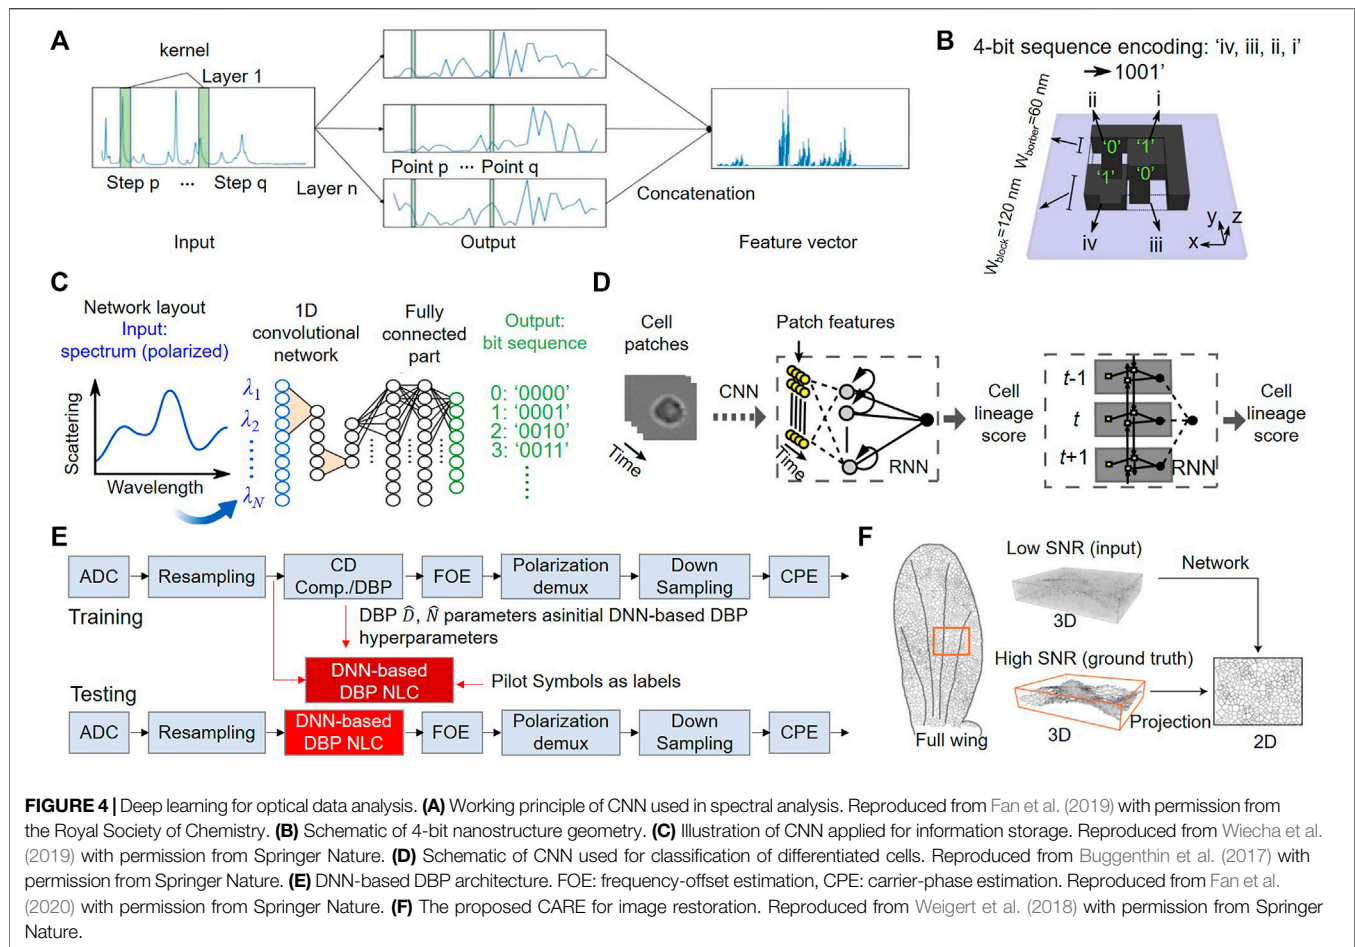 A
kernel
Layer 1
Step p ... Step q
Input
Layer n
Point p ... Point q
Output
Concatenation
Feature vector
B
4-bit sequence encoding: ‘iv, iii, ii, i’
1001’
ii
i
‘0’
‘1’
‘1’
‘0’
iv
iii
Wborber=60 nm
Wblock=120 nm
y
z
x
C
Network layout
Input:
spectrum (polarized)
Scattering
Wavelength
λ1
λ2
λN
1D
convolutional
network
Fully
connected
part
Output:
bit sequence
0: ‘0000’
1: ‘0001’
2: ‘0010’
3: ‘0011’
D
Cell
patches
Time
CNN
Patch features
Time
RNN
Cell
lineage
score
t-1
t
t+1
RNN
Cell
lineage
score
E
ADC
Resampling
CD
Comp./DBP
FOE
Polarization
demux
Down
Sampling
CPE
Training
DBP D̂, N̂ parameters asinitial DNN-based DBP
hyperparameters
DNN-based
DBP NLC
Pilot Symbols as labels
Testing
ADC
Resampling
DNN-based
DBP NLC
FOE
Polarization
demux
Down
Sampling
CPE
F
Full wing
Low SNR (input)
3D
Network
High SNR (ground truth)
3D
Projection
2D
FIGURE 4 | Deep learning for optical data analysis. (A) Working principle of CNN used in spectral analysis. Reproduced from Fan et al. (2019) with permission from
the Royal Society of Chemistry. (B) Schematic of 4-bit nanostructure geometry. (C) Illustration of CNN applied for information storage. Reproduced from Wiecha et al.
(2019) with permission from Springer Nature. (D) Schematic of CNN used for classification of differentiated cells. Reproduced from Buggenthin et al. (2017) with
permission from Springer Nature. (E) DNN-based DBP architecture. FOE: frequency-offset estimation, CPE: carrier-phase estimation. Reproduced from Fan et al.
(2020) with permission from Springer Nature. (F) The proposed CARE for image restoration. Reproduced from Weigert et al. (2018) with permission from Springer
Nature.